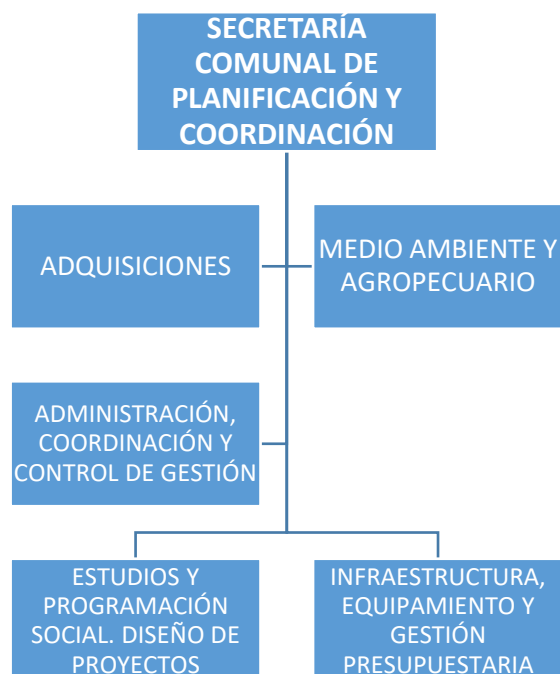 SECRETARÍA
COMUNAL DE
PLANIFICACIÓN Y
COORDINACIÓN
ADQUISICIONES
MEDIO AMBIENTE Y
AGROPECUARIO
ADMINISTRACIÓN,
COORDINACIÓN Y
CONTROL DE GESTIÓN
ESTUDIOS Y
PROGRAMACIÓN
SOCIAL. DISEÑO DE
PROYECTOS
INFRAESTRUCTURA,
EQUIPAMIENTO Y
GESTIÓN
PRESUPUESTARIA